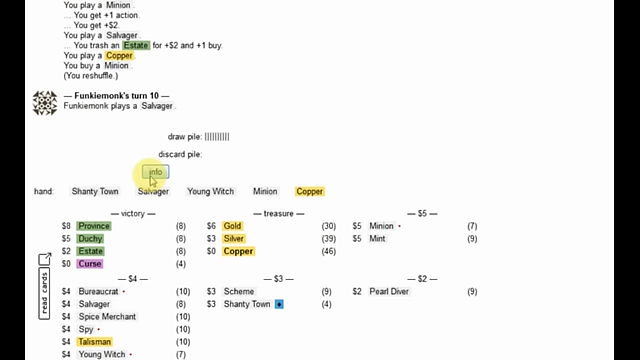 You play a Minion.
... You get +1 action.
... You get +$2.
You play a Salvager.
... You trash an Estate for +$2 and +1 buy.
You play a Copper.
You buy a Minion.
(You reshuffle.)
— Funkiemonk's turn 10 —
Funkiemonk plays a Salvager.
draw pile: ||||||||||
discard pile:
info
hand: Shanty Town Salvager Young Witch Minion Copper
— victory — — treasure — — $5 —
$8 Province (8) $6 Gold (30) $5 Minion (7)
$5 Duchy (8) $3 Silver (39) $5 Mint (9)
$2 Estate (8) $0 Copper (46)
$0 Curse (4)
read cards
— $4 — — $3 — — $2 —
$4 Bureaucrat (10) $3 Scheme (9) $2 Pearl Diver (9)
$4 Salvager (8) $3 Shanty Town (4)
$4 Spice Merchant (10)
$4 Spy (10)
$4 Talisman (10)
$4 Young Witch (7)